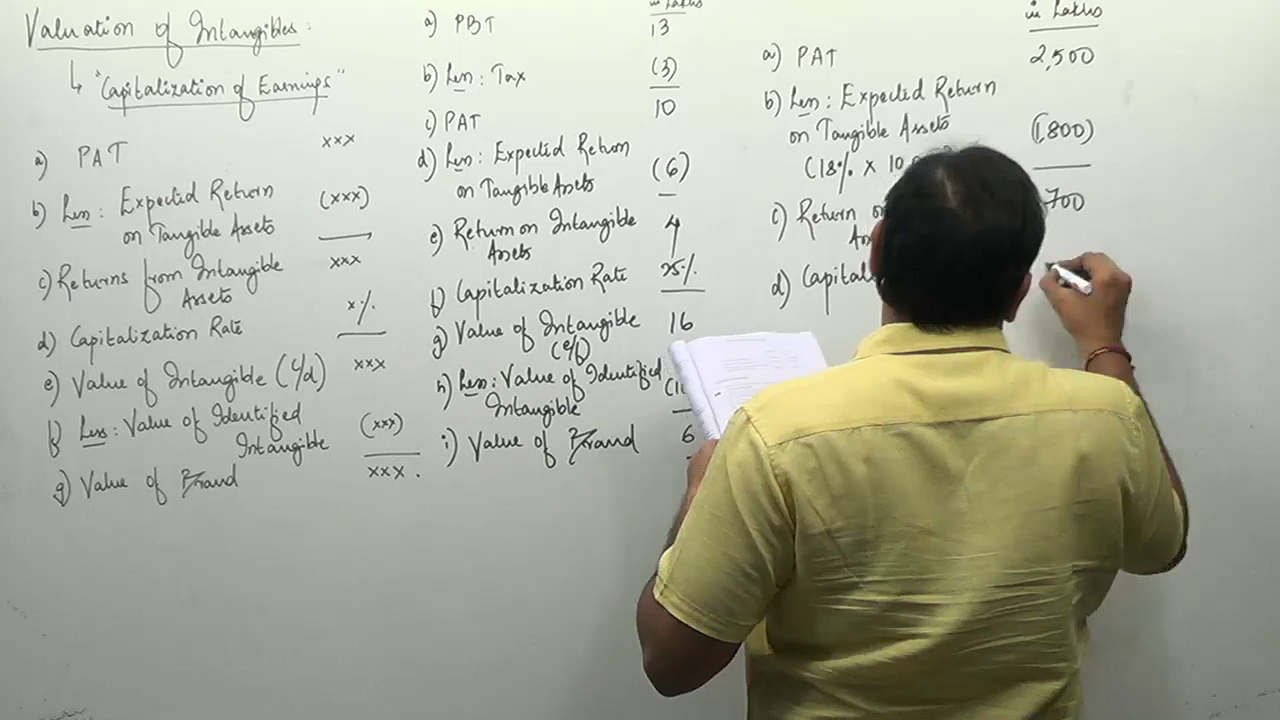 Valuation of Intangibles:
↳ "Capitalization of Earnings"
a) PAT xxx
b) Less: Expected Return (xxx)
on Tangible Assets
c) Returns from Intangible xxx
Assets
d) Capitalization Rate x%
e) Value of Intangible (c/d) xxx
f) Less: Value of Identified (xxx)
Intangible
g) Value of Brand xxx.
in Lakhs
a) PBT 13
b) Less: Tax (3)
10
c) PAT
d) Less: Expected Return (6)
on Tangible Assets
e) Return on Intangible 4
Assets
f) Capitalization Rate 25%
g) Value of Intangible 16
(e/f)
h) Less: Value of Identified
Intangible
i) Value of Brand 6
in Lakhs
a) PAT 2,500
b) Less: Expected Return
on Tangible Assets (1,800)
(18% x
c) Return 700
d)